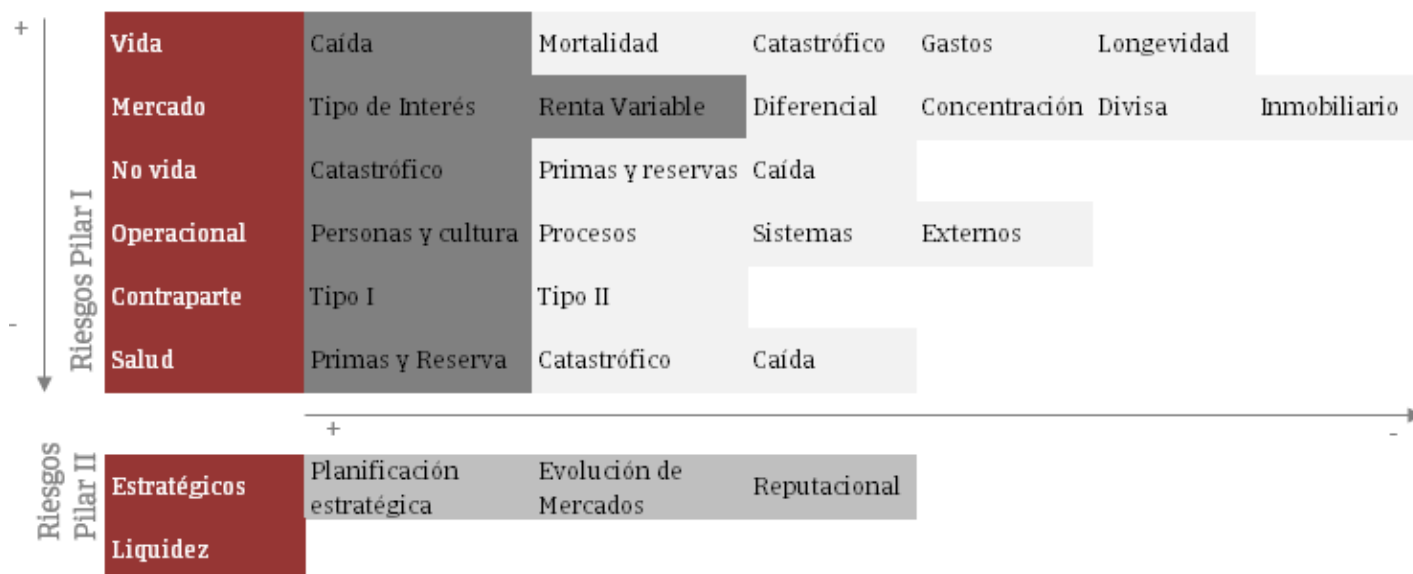 +
Vida Caída Mortalidad Catastrófico Gastos Longevidad
Mercado Tipo de Interés Renta Variable Diferencial Concentración Divisa Inmobiliario
No vida Catastrófico Primas y reservas Caída
Operacional Personas y cultura Procesos Sistemas Externos
Contraparte Tipo I Tipo II
Salud Primas y Reserva Catastrófico Caída
-
Riesgos Pilar I
+ -
Riesgos
Pilar II
Estratégicos
Planificación
estratégica
Evolución de
Mercados
Reputacional
Liquidez